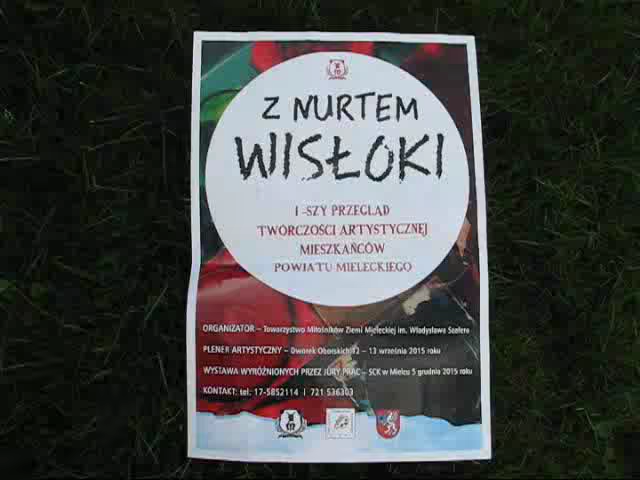 Z NURTEM
WISŁOKI
I -SZY PRZEGLĄD
TWÓRCZOŚCI ARTYSTYCZNEJ
MIESZKAŃCÓW
POWIATU MIELECKIEGO
ORGANIZATOR – Towarzystwo Miłośników Ziemi Mieleckiej im. Władysława Szafera
PLENER ARTYSTYCZNY – Dworek Oborskich 12 – 13 września 2015 roku
WYSTAWA WYRÓŻNIONYCH PRZEZ JURY PRAC – SCK w Mielcu 5 grudnia 2015 roku
KONTAKT: tel: 17-5852114 | 721 536303